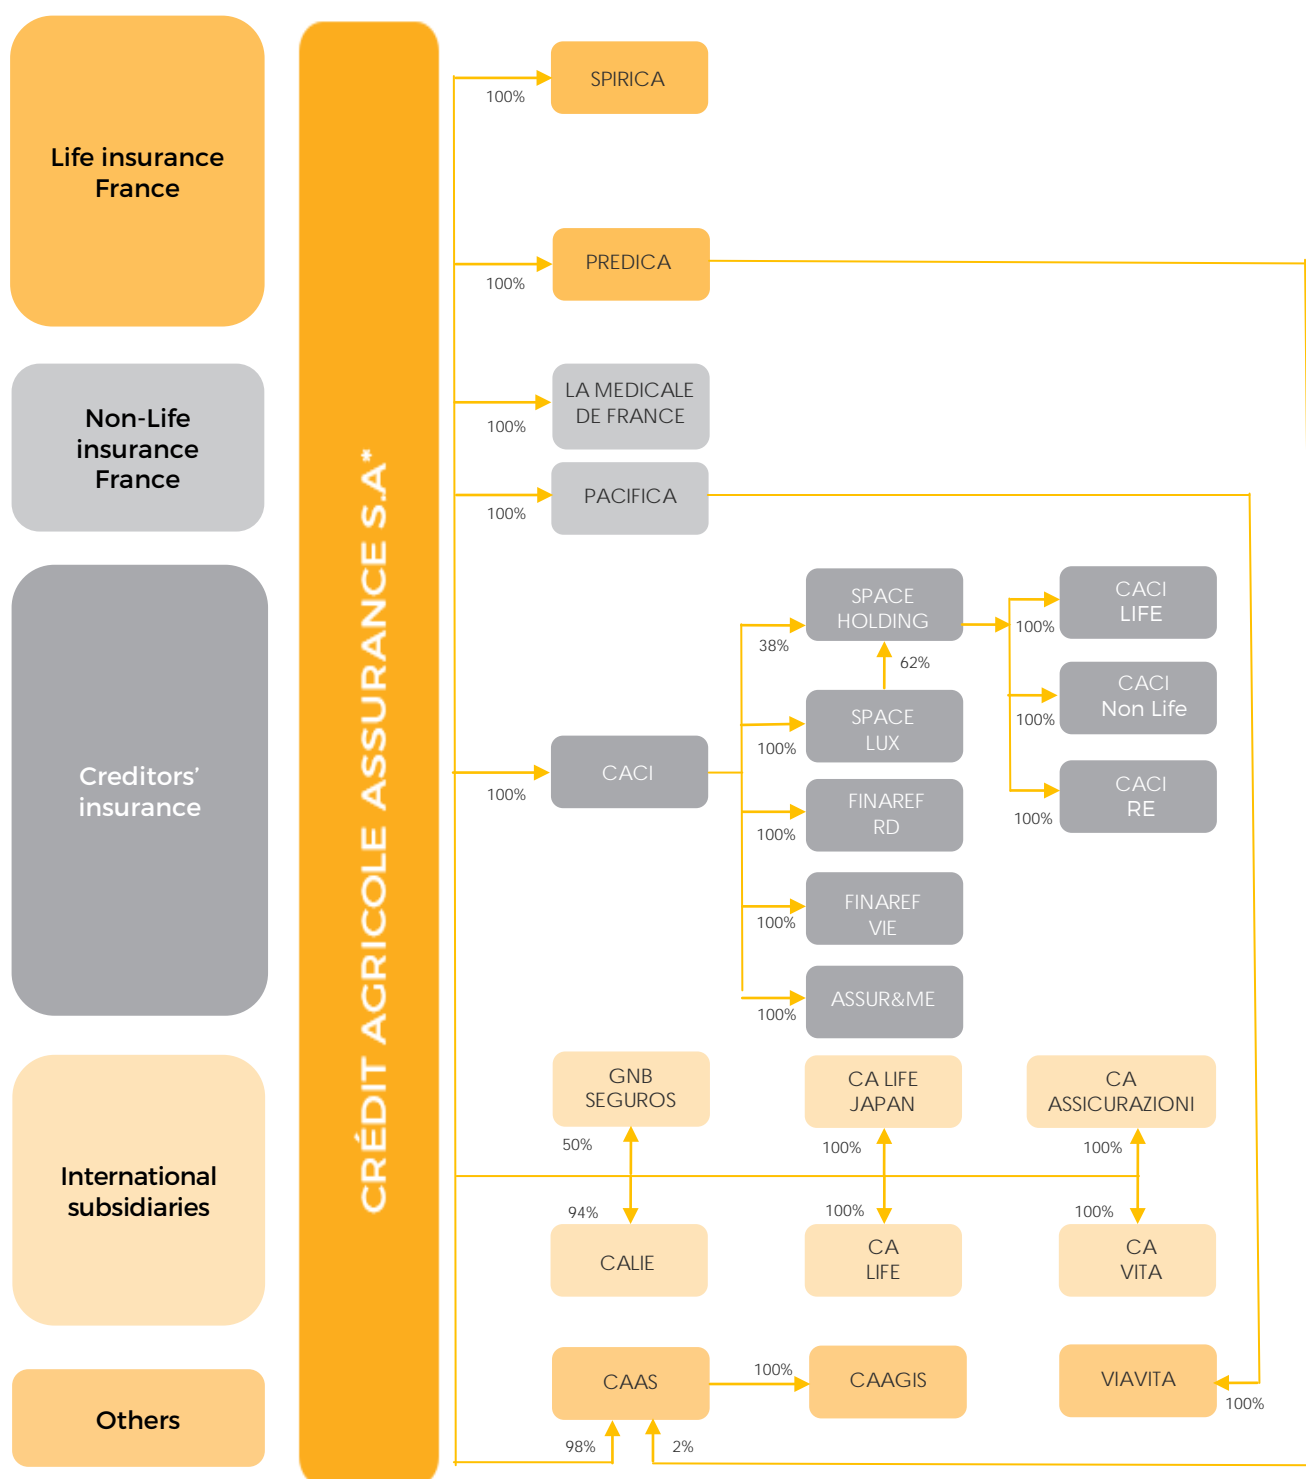 Life insurance
France
Non-Life
insurance
France
Creditors’
insurance
International
subsidiaries
Others
CRÉDIT AGRICOLE ASSURANCE S.A*
SPIRICA
100%
PREDICA
100%
LA MEDICALE
DE FRANCE
100%
PACIFICA
100%
CACI
100%
SPACE
HOLDING
38%
62%
SPACE
LUX
100%
FINAREF
RD
100%
FINAREF
VIE
100%
ASSUR&ME
100%
CACI
LIFE
100%
CACI
Non Life
100%
CACI
RE
100%
GNB
SEGUROS
50%
CA LIFE
JAPAN
100%
CA
ASSICURAZIONI
100%
94%
CALIE
100%
CA
LIFE
100%
CA
VITA
CAAS
100%
CAAGIS
VIAVITA
100%
98%
2%